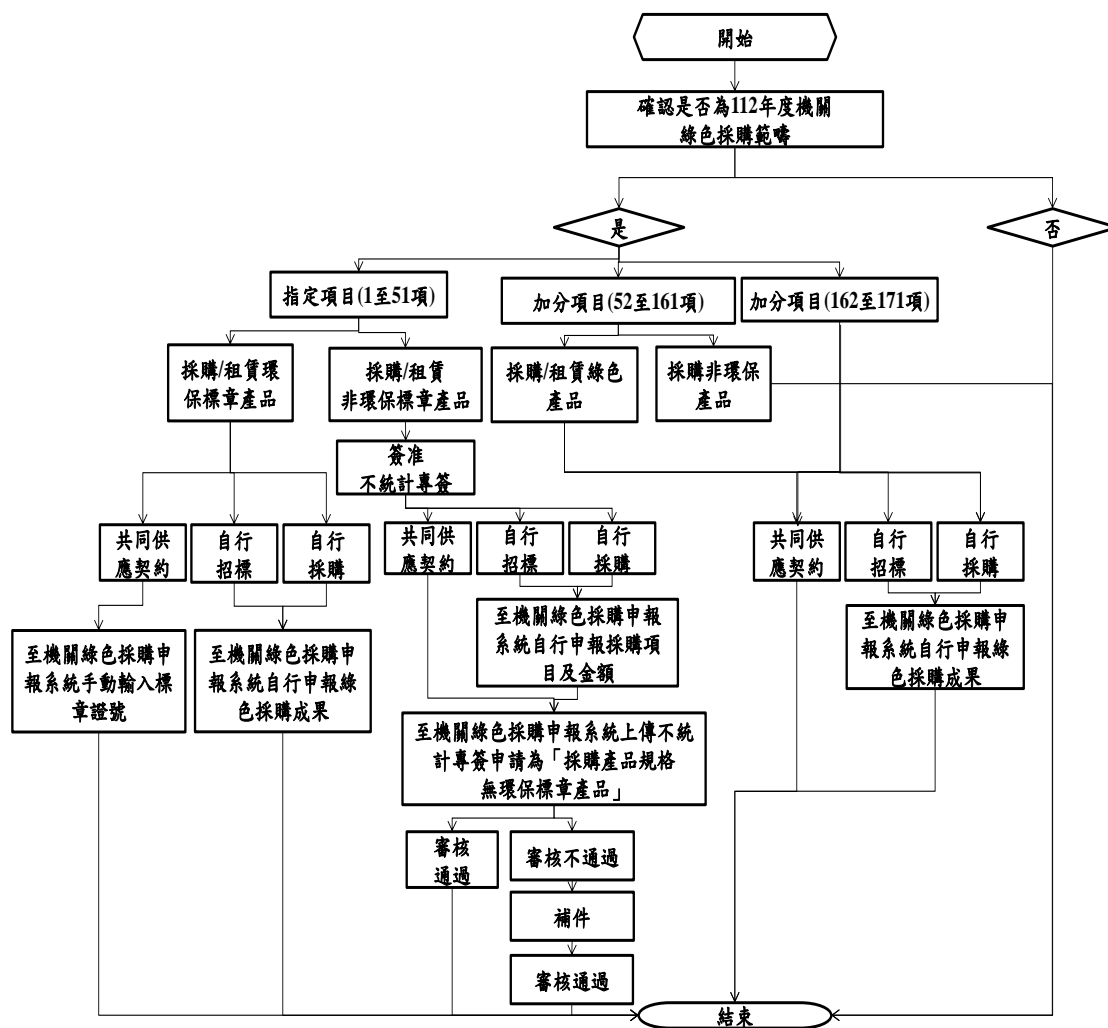 開始
確認是否為112年度機關
綠色採購範疇
是
否
指定項目(1至51項)
加分項目(52至161項)
加分項目(162至171項)
採購/租賃環
保標章產品
採購/租賃
非環保標章產品
採購/租賃綠色
產品
採購非環保
產品
簽准
不統計專簽
共同供
應契約
自行
招標
自行
採購
共同供
應契約
自行
招標
自行
採購
共同供
應契約
自行
招標
自行
採購
至機關綠色採購申
報系統手動輸入標
章證號
至機關綠色採購申
報系統自行申報綠
色採購成果
至機關綠色採購申報
系統自行申報採購項
目及金額
至機關綠色採購申
報系統自行申報綠
色採購成果
至機關綠色採購申報系統上傳不統
計專簽申請為「採購產品規格
無環保標章產品」
審核
通過
審核不通過
補件
審核通過
結束